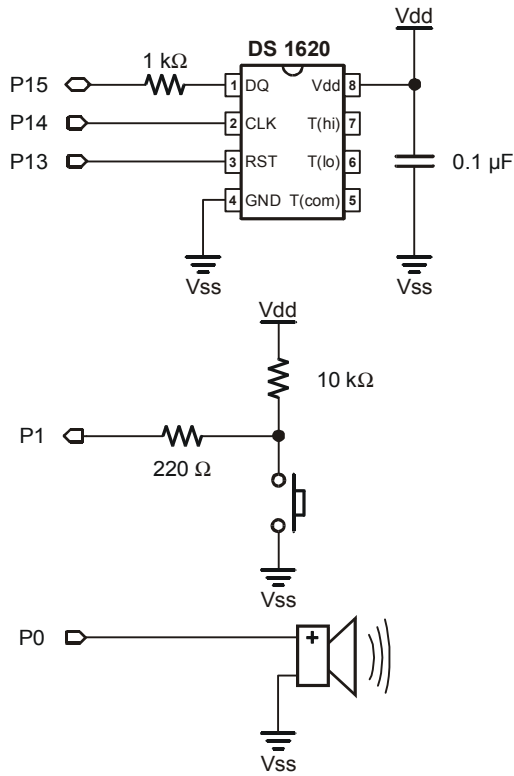 Vdd
1 kΩ
DS 1620
P15
1 DQ Vdd 8
P14
2 CLK T(hi) 7
P13
3 RST T(lo) 6
0.1 µF
4 GND T(com) 5
Vss
Vss
Vdd
10 kΩ
P1
220 Ω
Vss
P0
+
Vss